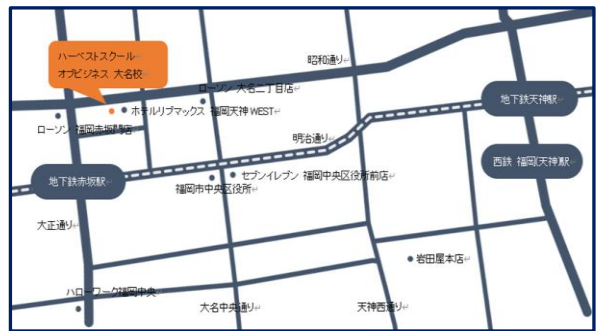 昭和通り
ハーベストスクール
オブビジネス 大名校
ローソン 大名二丁目店
地下鉄天神駅
ホテルリブマックス 福岡天神WEST
ローソン 福岡赤坂門店
明治通り
西鉄 福岡(天神)駅
地下鉄赤坂駅
セブンイレブン 福岡中央区役所前店
福岡市中央区役所
大正通り
岩田屋本店
ハローワーク福岡中央
大名中央通り
天神西通り